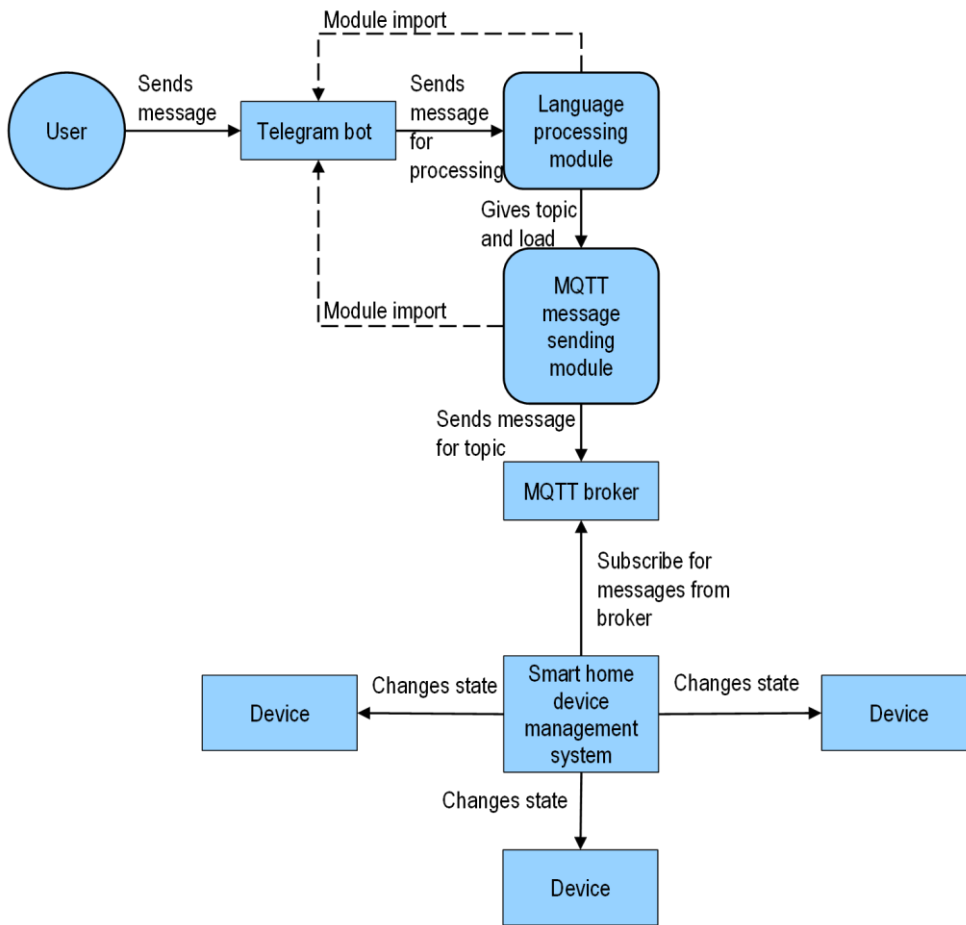 Module import
Sends
message
Sends
message
for
processing
User
Telegram bot
Language
processing
module
Gives topic
and load
Module import
MQTT
message
sending
module
Sends message
for topic
MQTT broker
Subscribe for
messages from
broker
Changes state
Changes state
Device
Smart home
device
management
system
Device
Changes state
Device